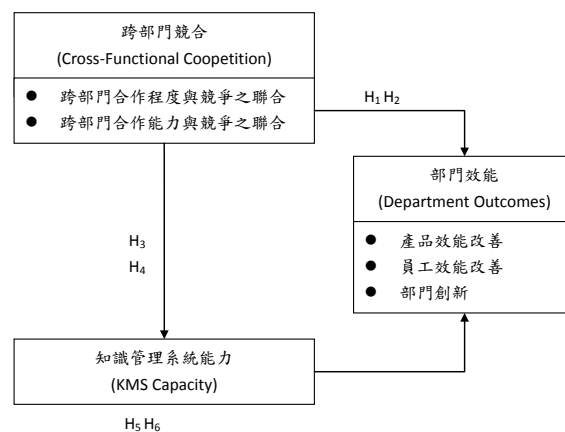 跨部門競合
(Cross-Functional Coopetition)
● 跨部門合作程度與競爭之聯合
● 跨部門合作能力與競爭之聯合
H₁ H₂
部門效能
(Department Outcomes)
● 產品效能改善
● 員工效能改善
● 部門創新
H₃
H₄
知識管理系統能力
(KMS Capacity)
H₅ H₆